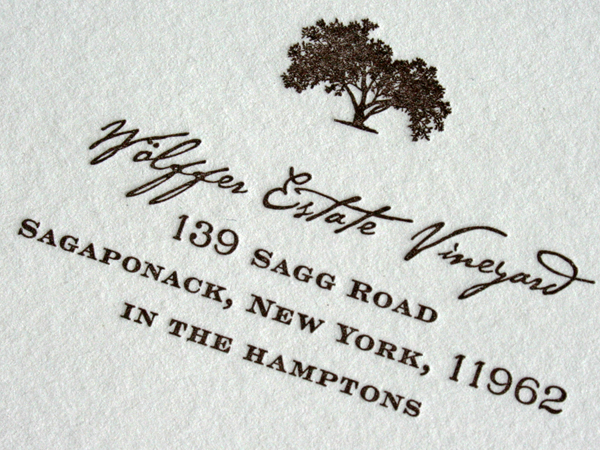 Wölffer Estate Vineyard
139 Sagg Road
Sagaponack, New York, 11962
in the Hamptons